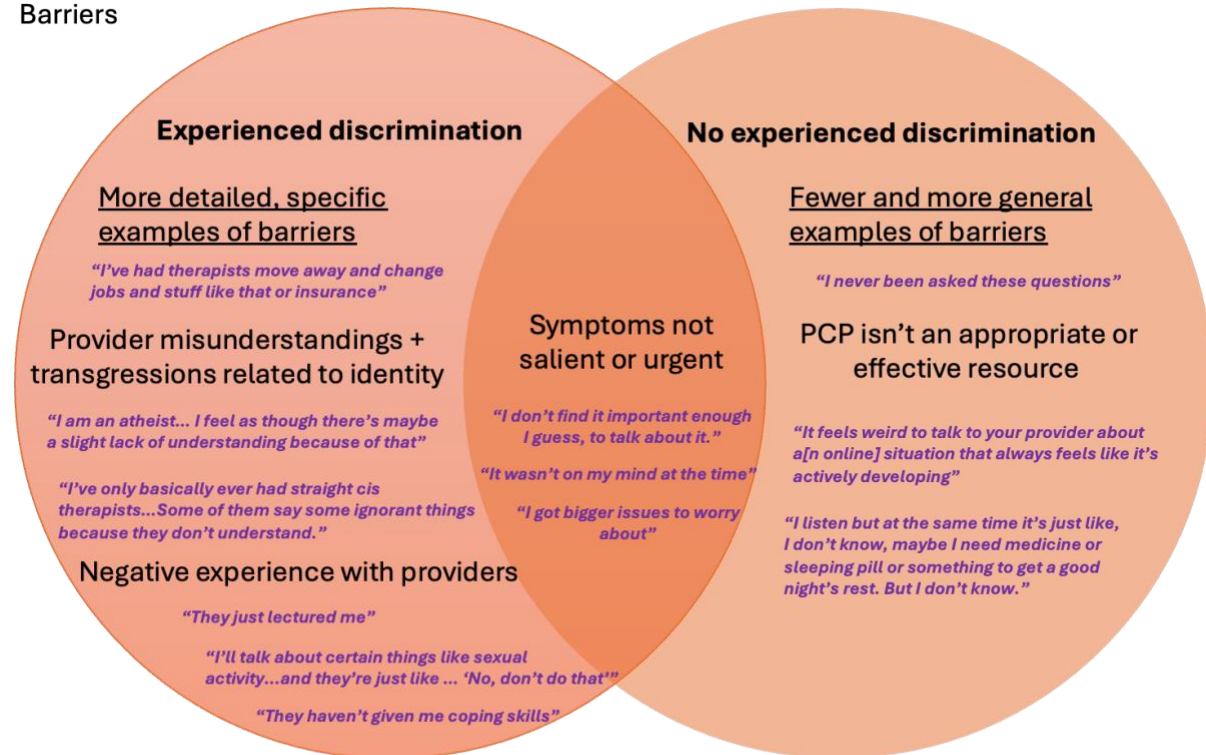 Barriers
Experienced discrimination
More detailed, specific
examples of barriers
“I’ve had therapists move away and change
jobs and stuff like that or insurance”
Provider misunderstandings +
transgressions related to identity
“I am an atheist... I feel as though there’s maybe
a slight lack of understanding because of that”
“I’ve only basically ever had straight cis
therapists...Some of them say some ignorant things
because they don’t understand.”
Negative experience with providers
“They just lectured me”
“I’ll talk about certain things like sexual
activity...and they’re just like ... ‘No, don’t do that’”
“They haven’t given me coping skills”
Symptoms not
salient or urgent
“I don’t find it important enough
I guess, to talk about it.”
“It wasn’t on my mind at the time”
“I got bigger issues to worry
about”
No experienced discrimination
Fewer and more general
examples of barriers
“I never been asked these questions”
PCP isn’t an appropriate or
effective resource
“It feels weird to talk to your provider about
a[n online] situation that always feels like it’s
actively developing”
“I listen but at the same time it’s just like,
I don’t know, maybe I need medicine or
sleeping pill or something to get a good
night’s rest. But I don’t know.”